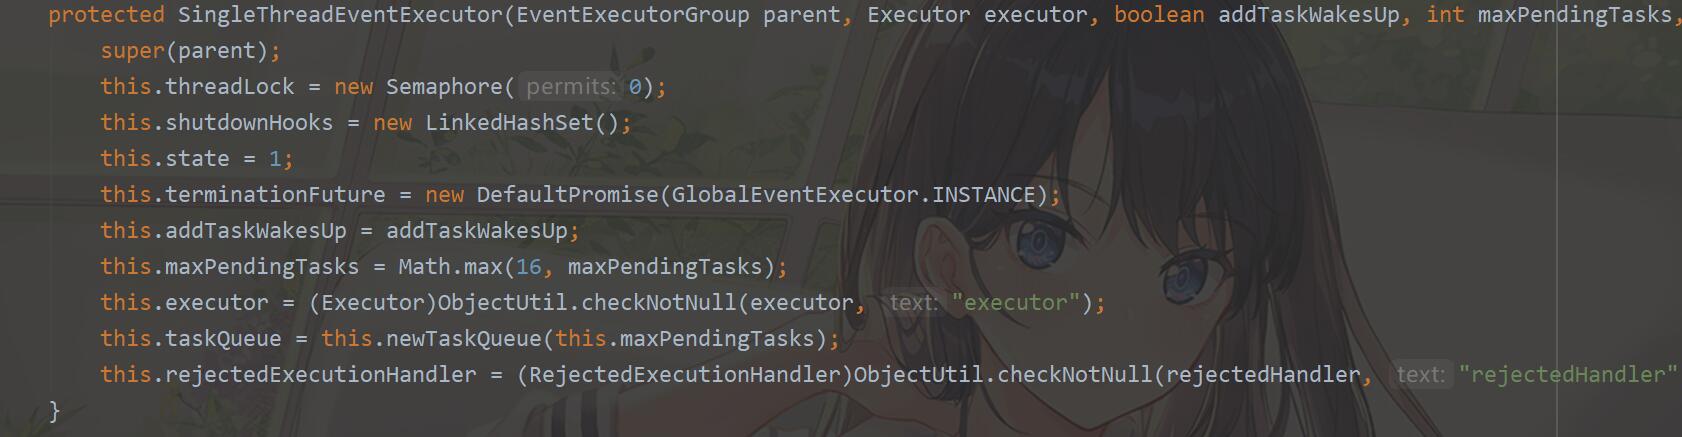 protected SingleThreadEventExecutor(EventExecutorGroup parent, Executor executor, boolean addTaskWakesUp, int maxPendingTasks,
super(parent);
this.threadLock = new Semaphore( permits: 0);
this.shutdownHooks = new LinkedHashSet();
this.state = 1;
this.terminationFuture = new DefaultPromise(GlobalEventExecutor.INSTANCE);
this.addTaskWakesUp = addTaskWakesUp;
this.maxPendingTasks = Math.max(16, maxPendingTasks);
this.executor = (Executor)ObjectUtil.checkNotNull(executor, text: "executor");
this.taskQueue = this.newTaskQueue(this.maxPendingTasks);
this.rejectedExecutionHandler = (RejectedExecutionHandler)ObjectUtil.checkNotNull(rejectedHandler, text: "rejectedHandler"
}